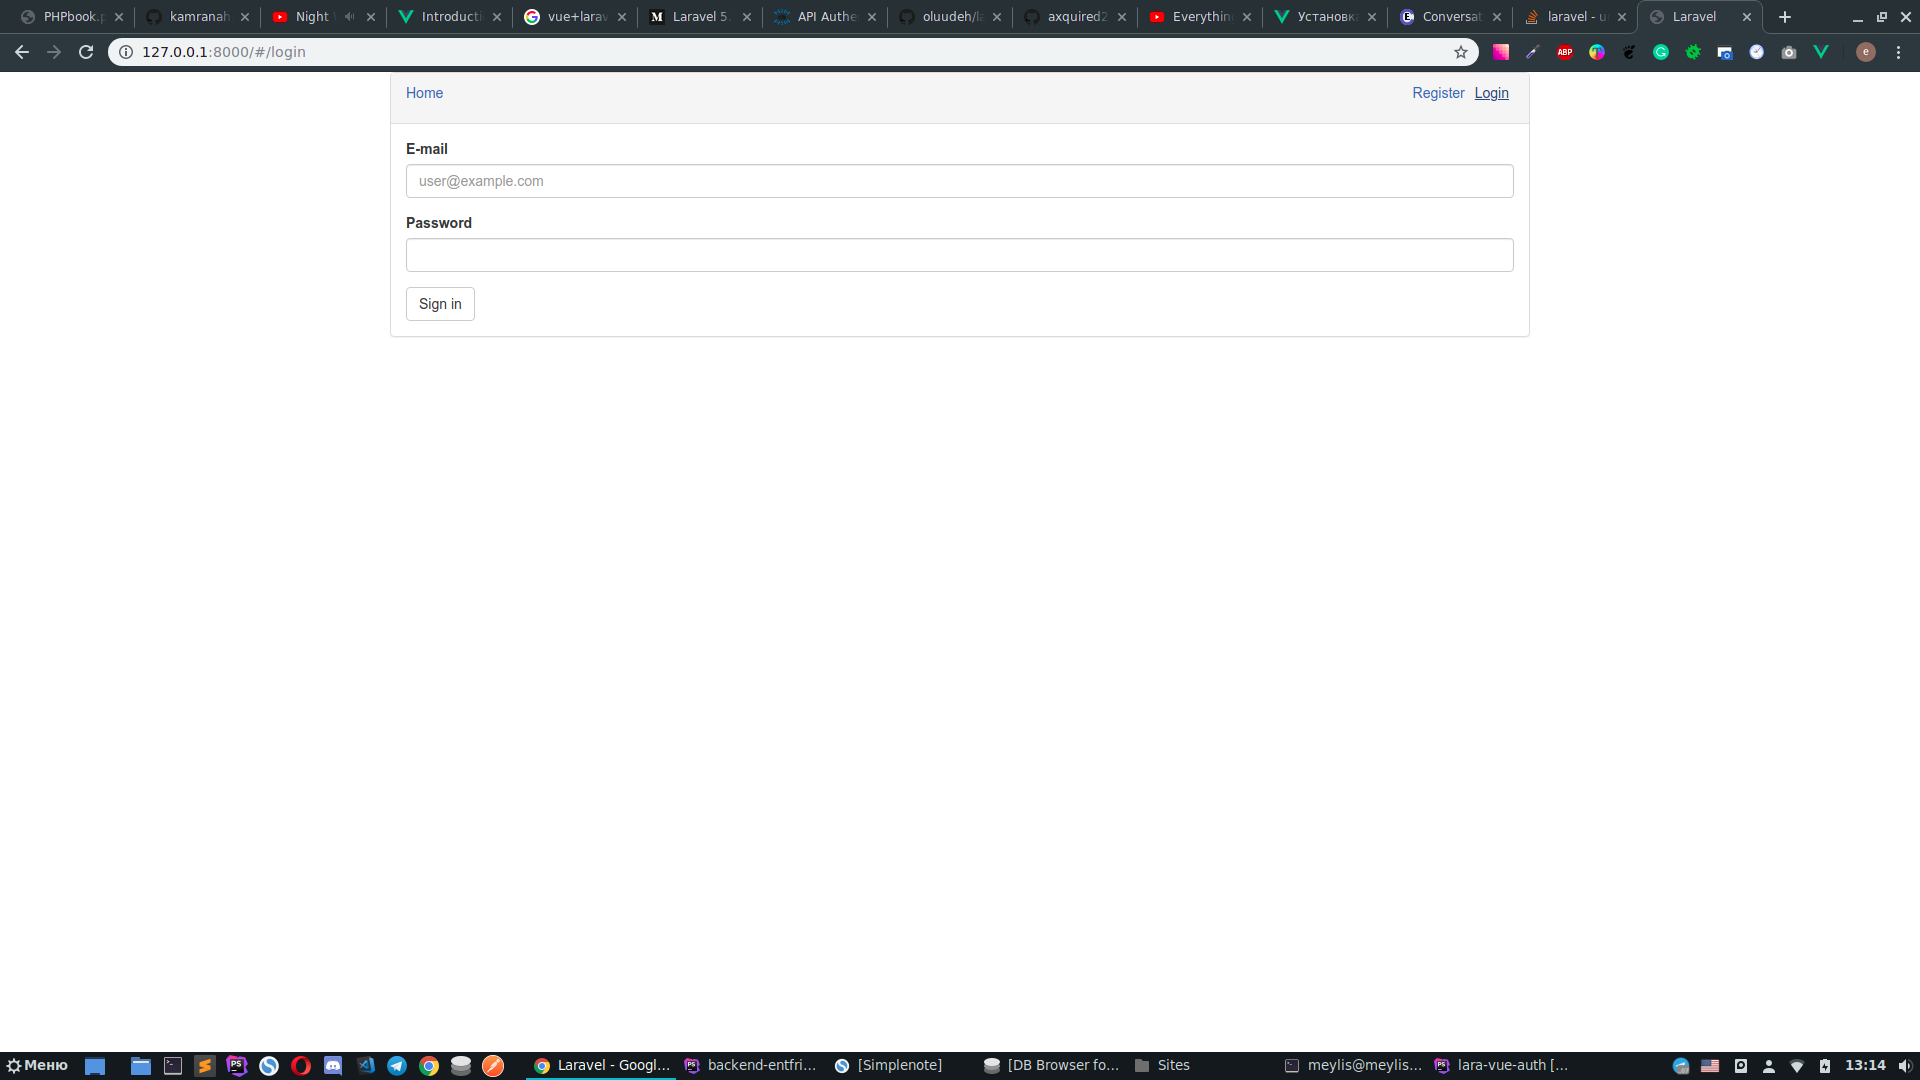 PHPbook.p kamranah Night Introducti vue+larav Laravel 5. API Authe oluudeh/la axquired2 Everythin Установка Conversat laravel - u Laravel
127.0.0.1:8000/#/login
Home Register Login
E-mail
user@example.com
Password
Sign in
Меню Laravel - Googl... backend-entfri... [Simplenote] [DB Browser fo... Sites meylis@meylis... lara-vue-auth [... 13:14